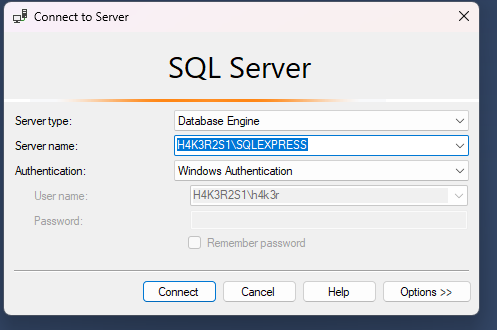 Connect to Server
SQL Server
Server type: Database Engine
Server name: H4K3R2S1\SQLEXPRESS
Authentication: Windows Authentication
User name: H4K3R2S1\h4k3r
Password:
Remember password
Connect Cancel Help Options >>